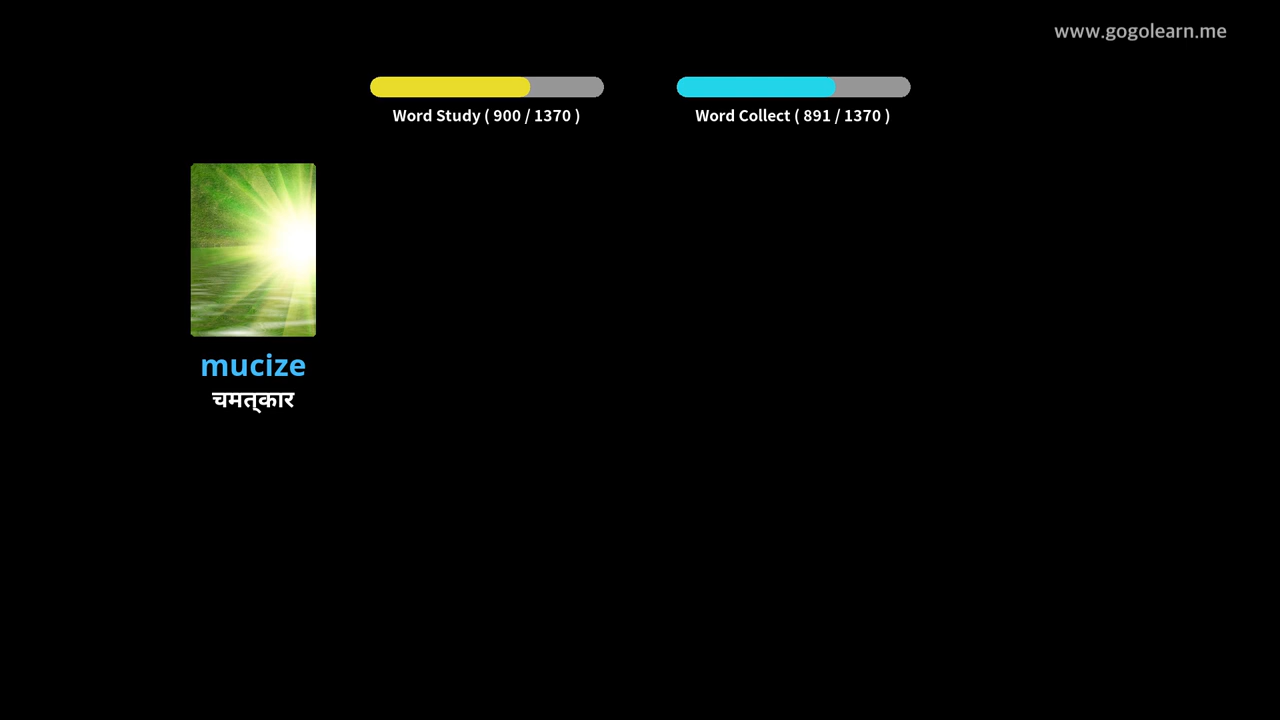 www.gogolearn.me
Word Study ( 900 / 1370 )
Word Collect ( 891 / 1370 )
mucize
चमत्‌कार